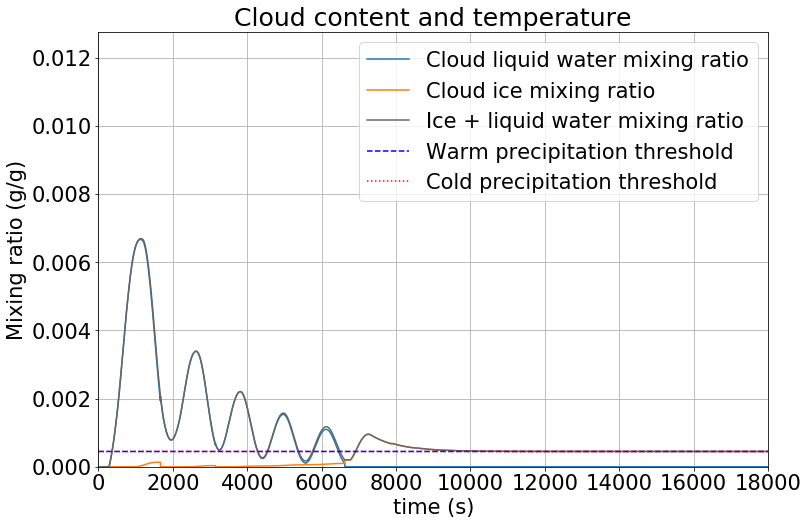 Cloud content and temperature
Cloud liquid water mixing ratio
Cloud ice mixing ratio
Ice + liquid water mixing ratio
Warm precipitation threshold
Cold precipitation threshold
Mixing ratio (g/g)
0.012
0.010
0.008
0.006
0.004
0.002
0.000
0 2000 4000 6000 8000 10000 12000 14000 16000 18000
time (s)